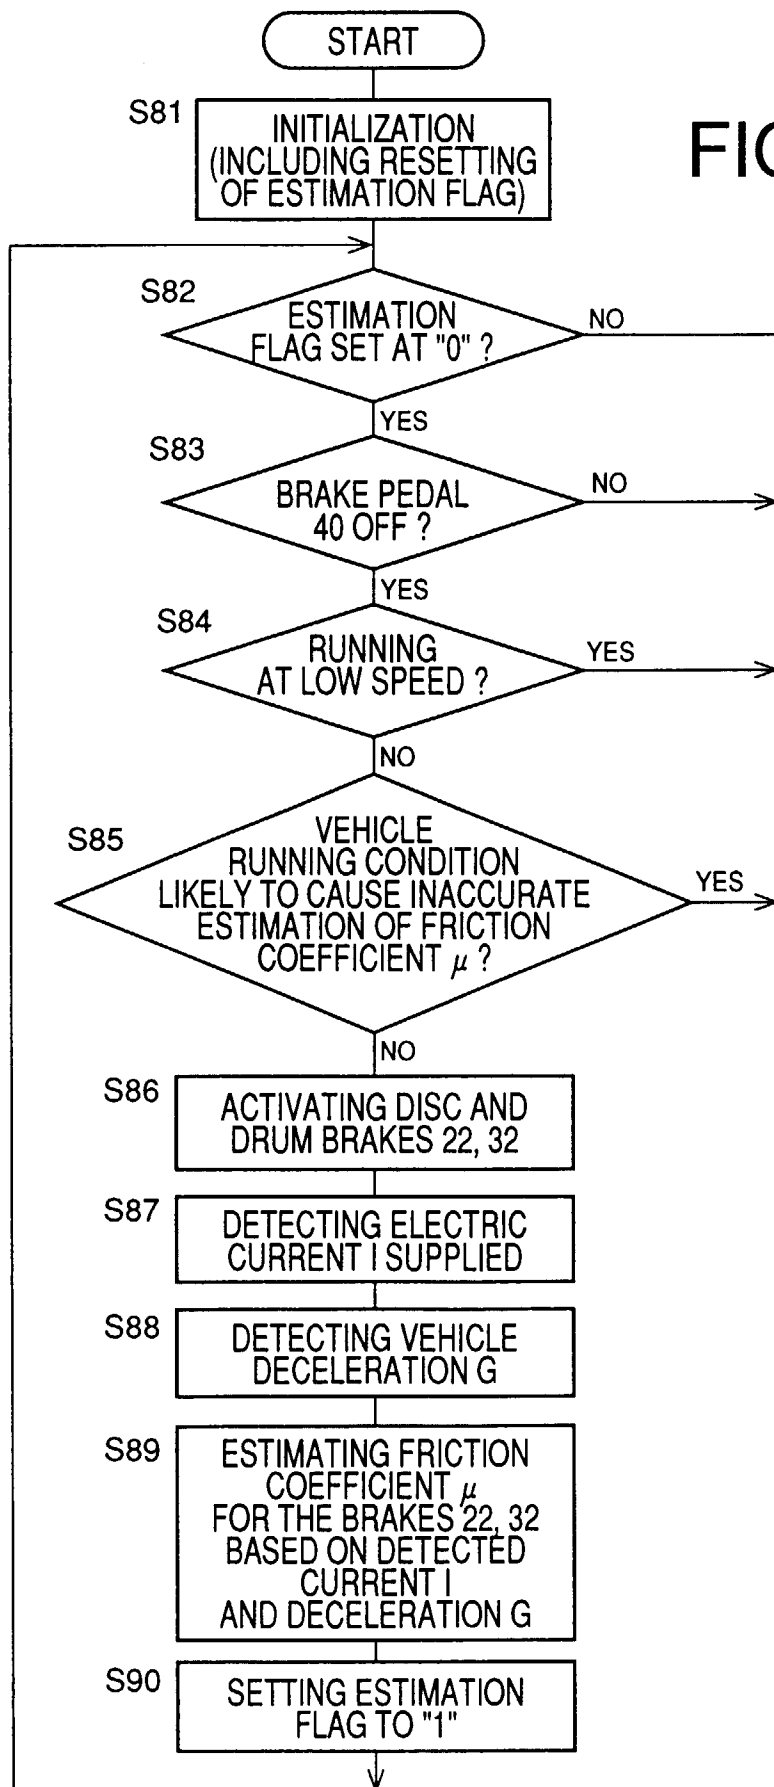 START
S81
INITIALIZATION
(INCLUDING RESETTING
OF ESTIMATION FLAG)
FIG
S82
ESTIMATION
FLAG SET AT "0" ?
NO
YES
S83
BRAKE PEDAL
40 OFF ?
NO
YES
S84
RUNNING
AT LOW SPEED ?
YES
NO
S85
VEHICLE
RUNNING CONDITION
LIKELY TO CAUSE INACCURATE
ESTIMATION OF FRICTION
COEFFICIENT μ ?
YES
NO
S86
ACTIVATING DISC AND
DRUM BRAKES 22, 32
S87
DETECTING ELECTRIC
CURRENT I SUPPLIED
S88
DETECTING VEHICLE
DECELERATION G
S89
ESTIMATING FRICTION
COEFFICIENT μ
FOR THE BRAKES 22, 32
BASED ON DETECTED
CURRENT I
AND DECELERATION G
S90
SETTING ESTIMATION
FLAG TO "1"